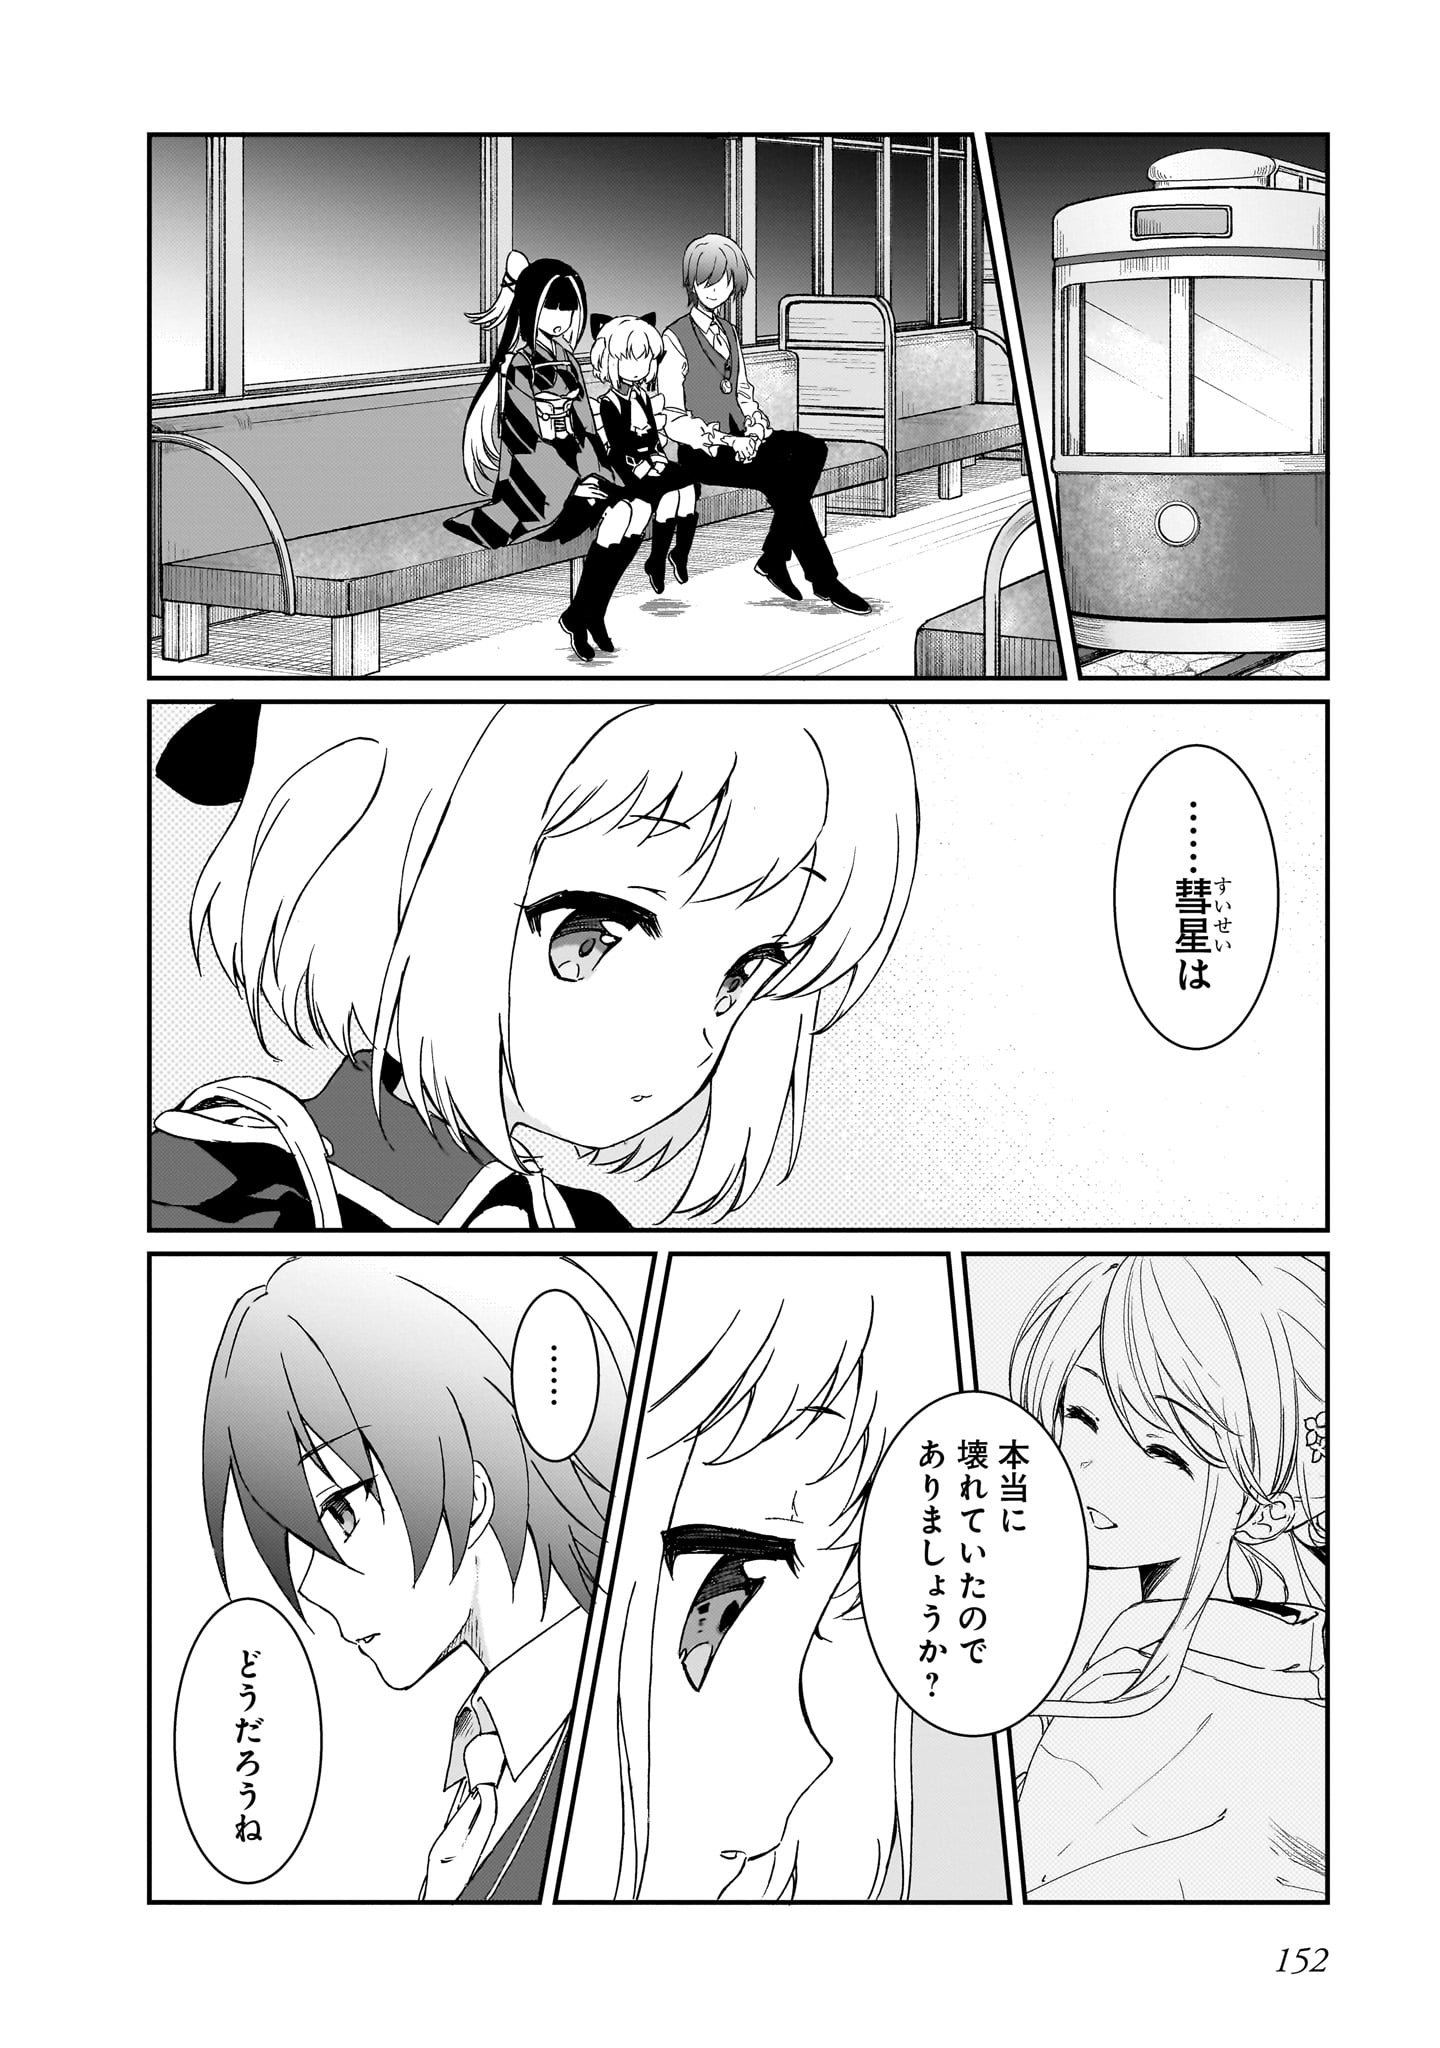 ……彗星は
すいせい
本当に
壊れていたので
ありましょうか？
……
どうだろうね
152